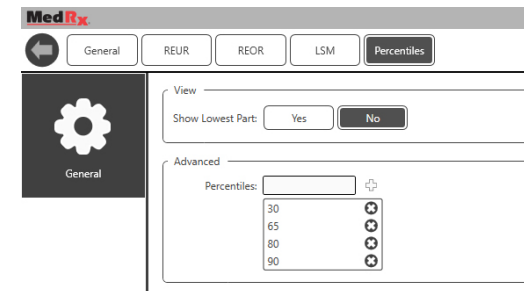 MedRx
General REUR REOR LSM Percentiles
View
Show Lowest Part: Yes No
General
Advanced
Percentiles:
30
65
80
90